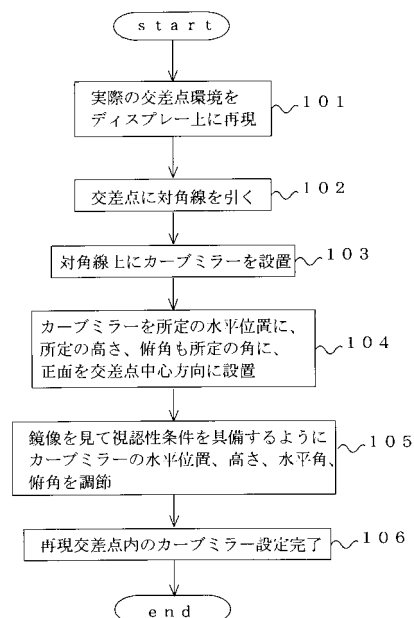 start
実際の交差点環境を
ディスプレー上に再現
101
交差点に対角線を引く
102
対角線上にカーブミラーを設置
103
カーブミラーを所定の水平位置に、
所定の高さ、俯角も所定の角に、
正面を交差点中心方向に設置
104
鏡像を見て視認性条件を具備するように
カーブミラーの水平位置、高さ、水平角、
俯角を調節
105
再現交差点内のカーブミラー設定完了
106
end